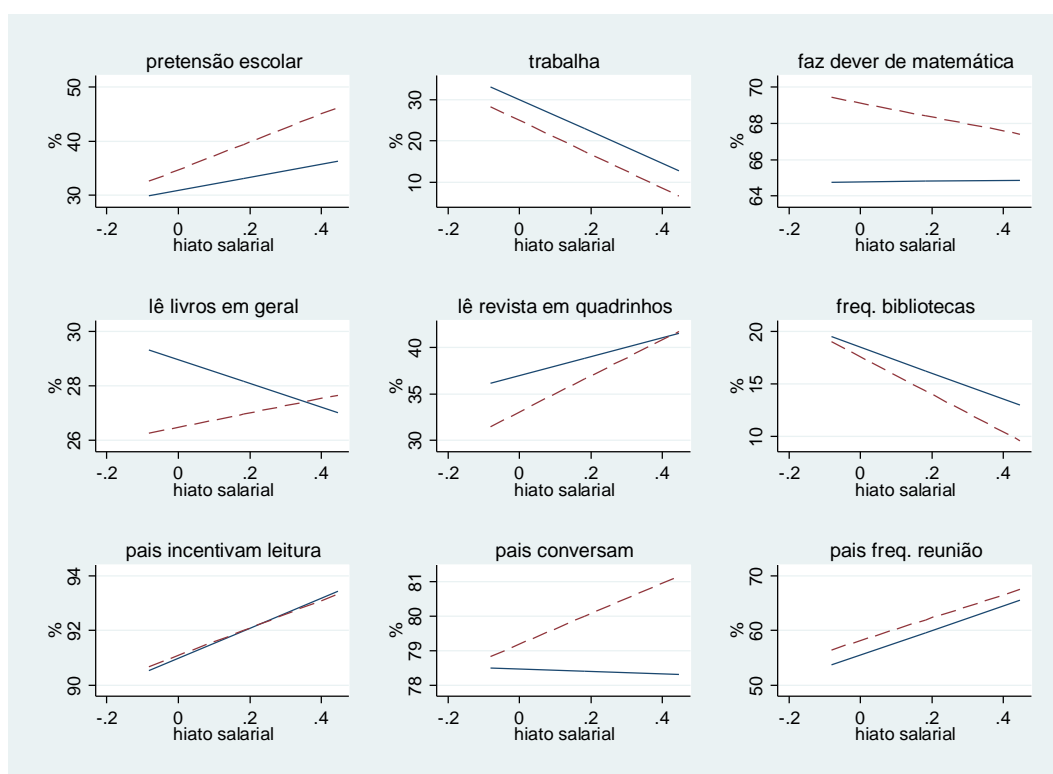 pretensão escolar
50
40
30
%
-.2 0 .2 .4
hiato salarial
trabalha
30
20
10
%
-.2 0 .2 .4
hiato salarial
faz dever de matemática
70
68
66
64
%
-.2 0 .2 .4
hiato salarial
lê livros em geral
30
28
26
%
-.2 0 .2 .4
hiato salarial
lê revista em quadrinhos
40
35
30
%
-.2 0 .2 .4
hiato salarial
freq. bibliotecas
20
15
10
%
-.2 0 .2 .4
hiato salarial
pais incentivam leitura
94
92
90
%
-.2 0 .2 .4
hiato salarial
pais conversam
81
80
79
78
%
-.2 0 .2 .4
hiato salarial
pais freq. reunião
70
60
50
%
-.2 0 .2 .4
hiato salarial